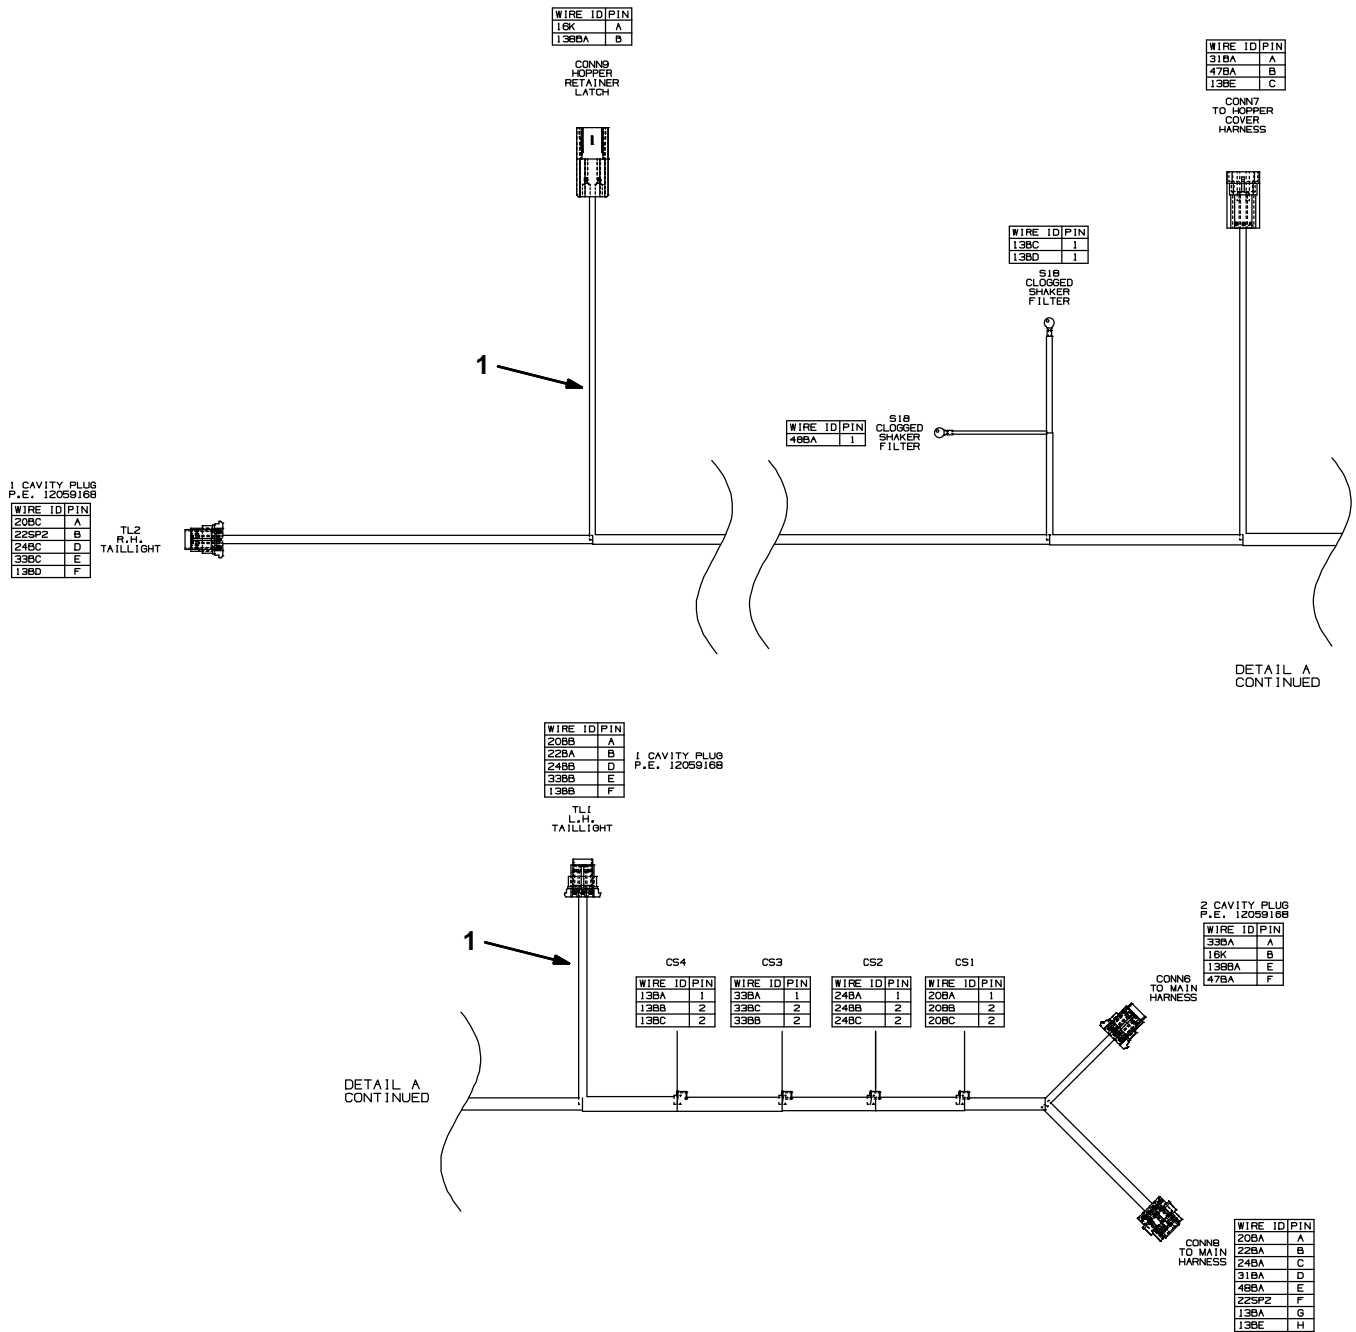 WIRE ID PIN
16K A
13BBA B
CONN9
HOPPER
RETAINER
LATCH
WIRE ID PIN
31BA A
47BA B
13BE C
CONN7
TO HOPPER
COVER
HARNESS
WIRE ID PIN
13BC 1
13BD 1
S18
CLOGGED
SHAKER
FILTER
1
WIRE ID PIN
48BA 1
S18
CLOGGED
SHAKER
FILTER
1 CAVITY PLUG
P.E. 12059168
WIRE ID PIN
20BC A
22SP2 B
24BC D
33BC E
13BD F
TL2
R.H.
TAILLIGHT
DETAIL A
CONTINUED
WIRE ID PIN
20BB A
22BA B
24BB D
33BB E
13BB F
1 CAVITY PLUG
P.E. 12059168
TL1
L.H.
TAILLIGHT
1
CS4
WIRE ID PIN
13BA 1
13BB 2
13BC 2
CS3
WIRE ID PIN
33BA 1
33BC 2
33BB 2
CS2
WIRE ID PIN
24BA 1
24BB 2
24BC 2
CS1
WIRE ID PIN
20BA 1
20BB 2
20BC 2
2 CAVITY PLUG
P.E. 12059168
WIRE ID PIN
33BA A
16K B
13BBA E
47BA F
CONN6
TO MAIN
HARNESS
DETAIL A
CONTINUED
CONN8
TO MAIN
HARNESS
WIRE ID PIN
20BA A
22BA B
24BA C
31BA D
48BA E
22SP2 F
13BA G
13BE H